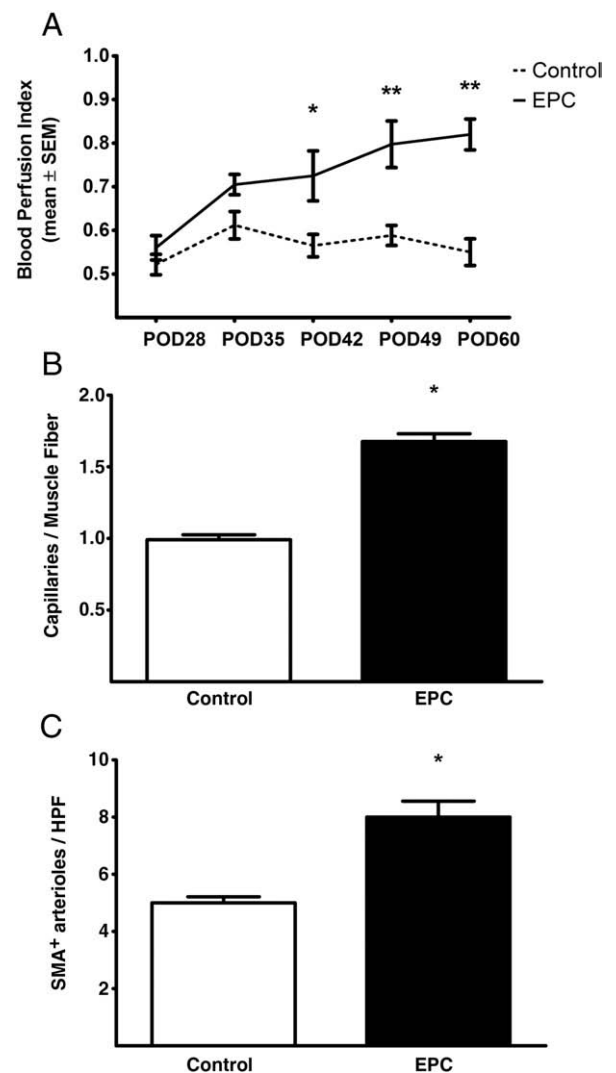 A
Blood Perfusion Index
(mean ± SEM)
1.0
0.9
0.8
0.7
0.6
0.5
* ** **
Control
EPC
POD28 POD35 POD42 POD49 POD60
B
Capillaries / Muscle Fiber
2.0
1.5
1.0
0.5
*
Control EPC
C
SMA+ arterioles / HPF
10
8
6
4
2
*
Control EPC